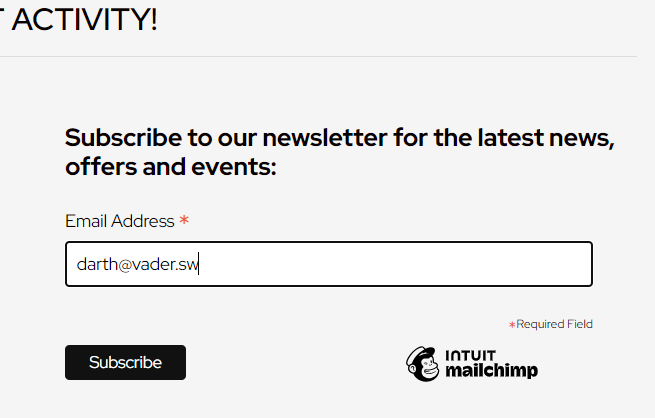 T ACTIVITY!
Subscribe to our newsletter for the latest news,
offers and events:
Email Address *
darth@vader.sw
*Required Field
Subscribe
INTUIT
mailchimp